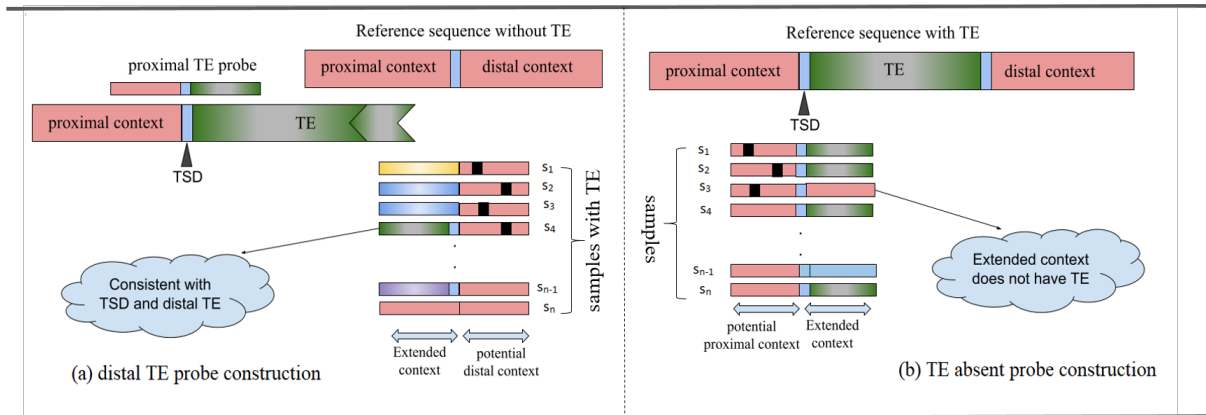 Reference sequence without TE
proximal context
distal context
proximal TE probe
proximal context
TE
TSD
s1
s2
s3
s4
.
.
sn-1
sn
samples with TE
Consistent with
TSD and distal TE
Extended
context
potential
distal context
(a) distal TE probe construction
Reference sequence with TE
proximal context
TE
distal context
TSD
samples
s1
s2
s3
s4
.
.
sn-1
sn
Extended context
does not have TE
potential
proximal context
Extended
context
(b) TE absent probe construction